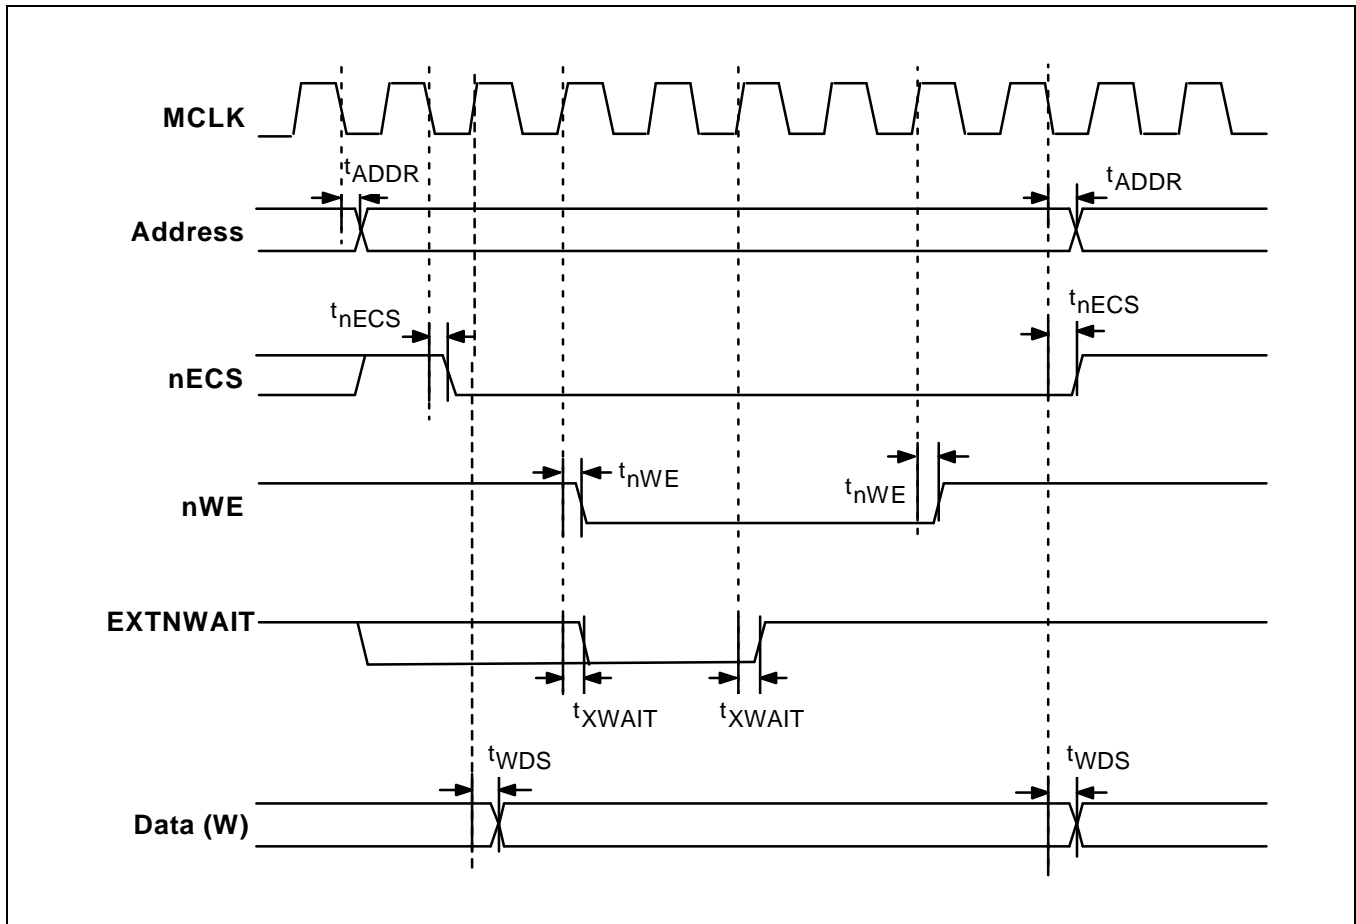 MCLK
tADDR
tADDR
Address
tnECS
tnECS
nECS
tnWE
tnWE
nWE
EXTNWAIT
tXWAIT
tXWAIT
tWDS
tWDS
Data (W)